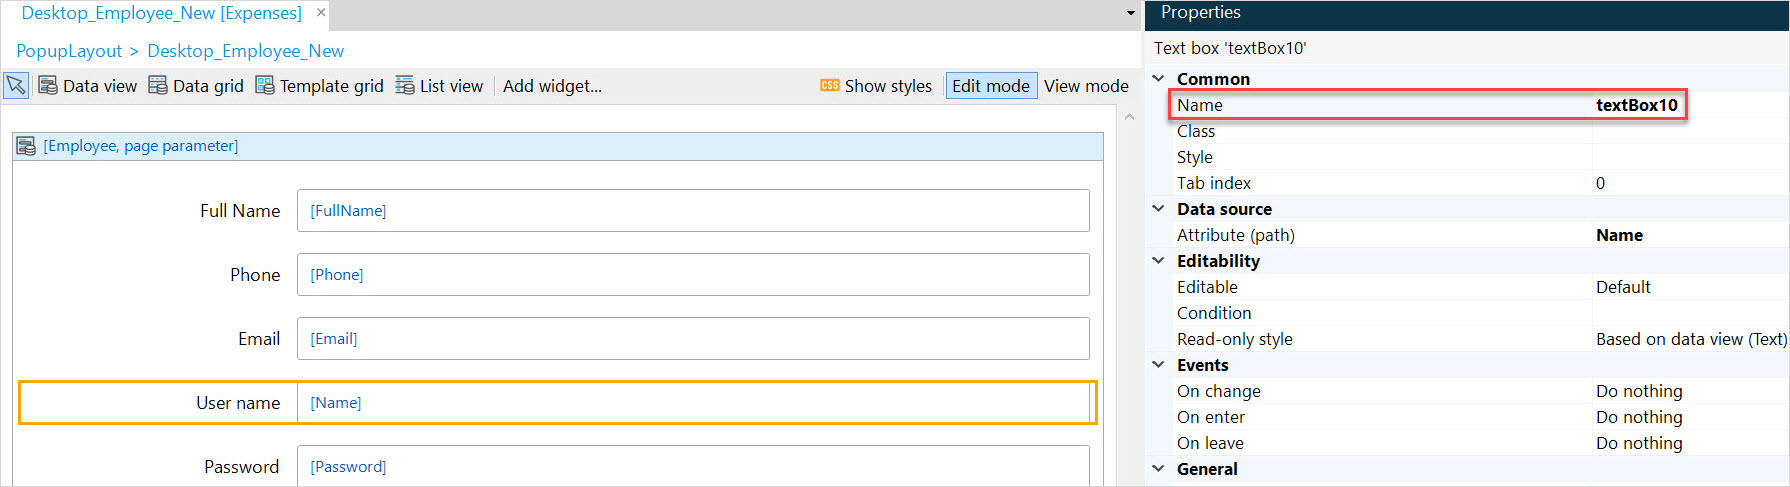 Desktop_Employee_New [Expenses] ×
PopupLayout > Desktop_Employee_New
Data view Data grid Template grid List view Add widget... CSS Show styles Edit mode View mode
[Employee, page parameter]
Full Name [FullName]
Phone [Phone]
Email [Email]
User name [Name]
Password [Password]
Properties
Text box 'textBox10'
Common
Name textBox10
Class
Style
Tab index 0
Data source
Attribute (path) Name
Editability
Editable Default
Condition
Read-only style Based on data view (Text)
Events
On change Do nothing
On enter Do nothing
On leave Do nothing
General